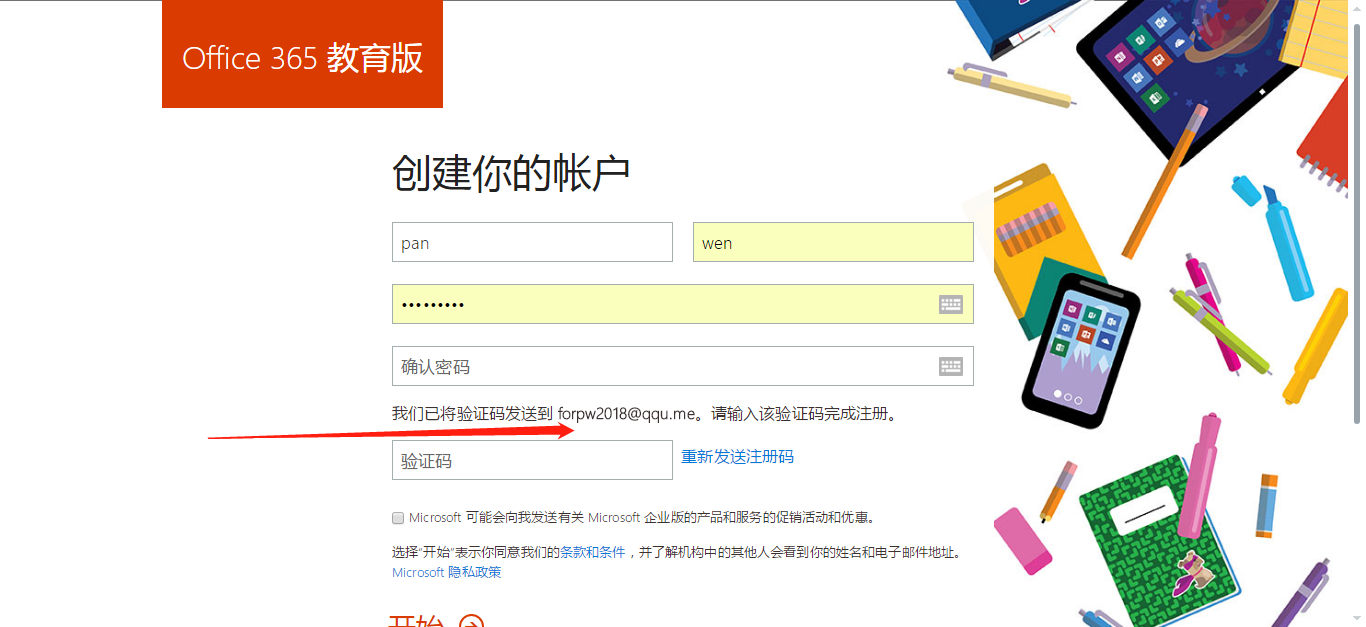 Office 365 教育版
创建你的帐户
pan
wen
•••••••••
确认密码
我们已将验证码发送到 forpw2018@qqu.me。请输入该验证码完成注册。
验证码
重新发送注册码
Microsoft 可能会向我发送有关 Microsoft 企业版的产品和服务的促销活动和优惠。
选择"开始"表示你同意我们的条款和条件，并了解机构中的其他人会看到你的姓名和电子邮件地址。
Microsoft 隐私政策
开始